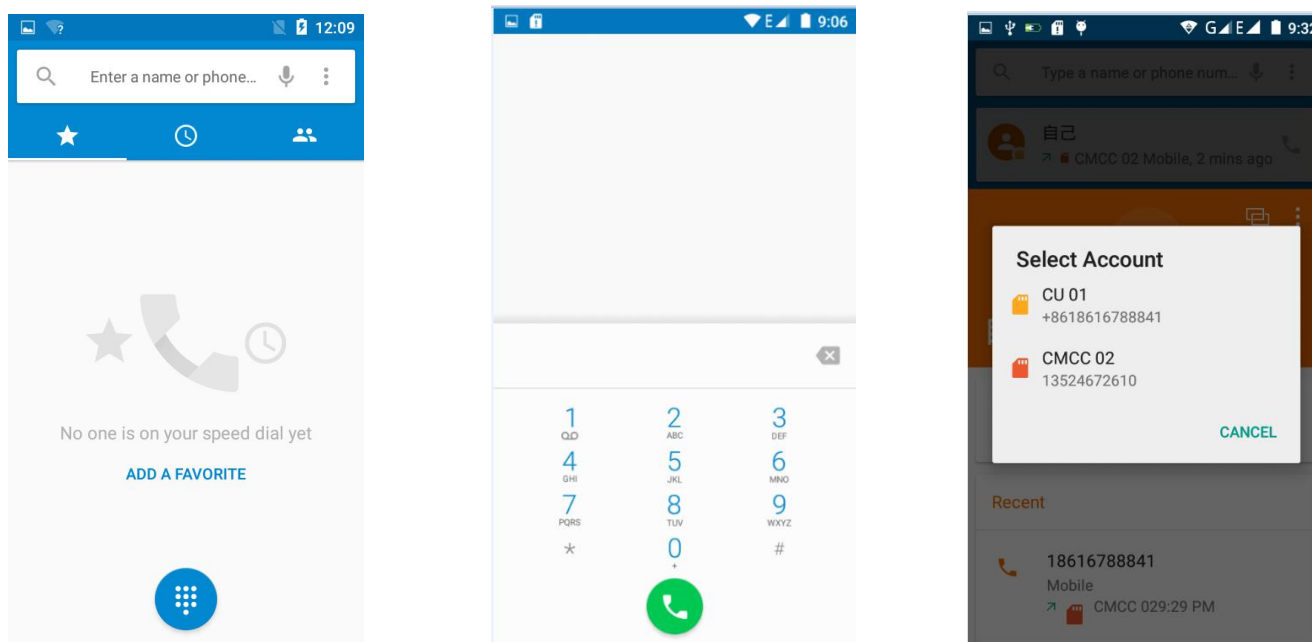 12:09
Enter a name or phone...
No one is on your speed dial yet
ADD A FAVORITE
E 9:06
1 2 3
ABC DEF
4 5 6
GHI JKL MNO
7 8 9
PQRS TUV WXYZ
* 0 #
+
G E 9:32
Type a name or phone num...
自己
CMCC 02 Mobile, 2 mins ago
Select Account
CU 01
+8618616788841
CMCC 02
13524672610
CANCEL
Recent
18616788841
Mobile
CMCC 029:29 PM